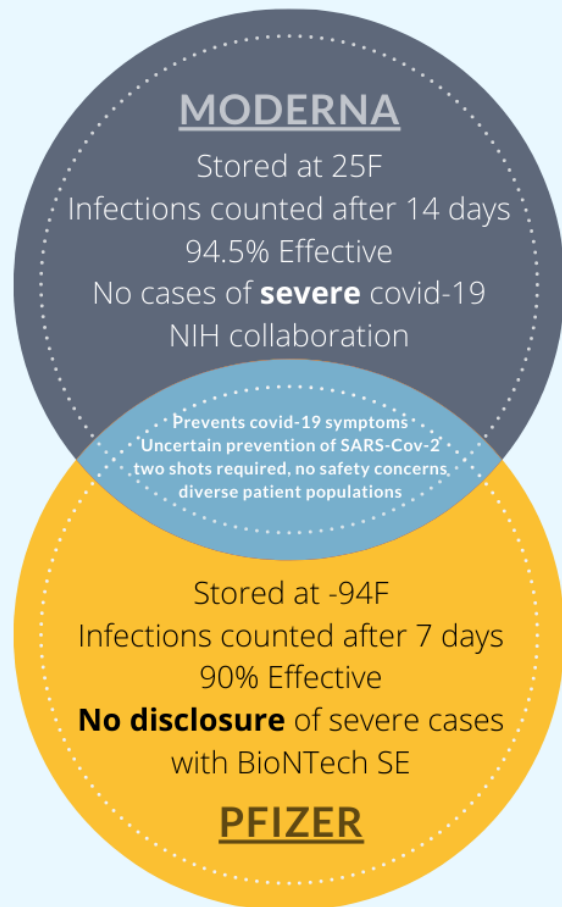 MODERNA
Stored at 25F
Infections counted after 14 days
94.5% Effective
No cases of severe covid-19
NIH collaboration
Prevents covid-19 symptoms
Uncertain prevention of SARS-Cov-2
two shots required, no safety concerns
diverse patient populations
Stored at -94F
Infections counted after 7 days
90% Effective
No disclosure of severe cases
with BioNTech SE
PFIZER